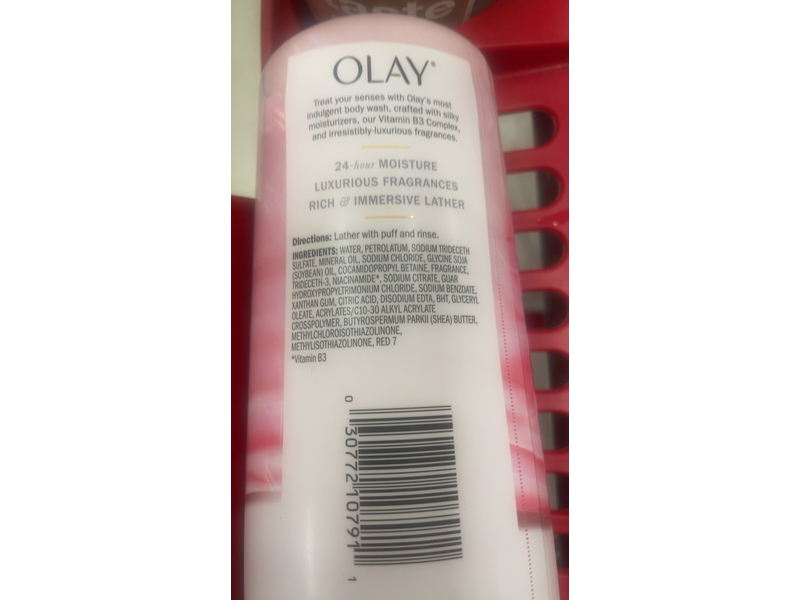 taste
OLAY®
Treat your senses with Olay's most
indulgent body wash, crafted with silky
moisturizers, our Vitamin B3 Complex,
and irresistibly-luxurious fragrances.
24-hour MOISTURE
LUXURIOUS FRAGRANCES
RICH & IMMERSIVE LATHER
Directions: Lather with puff and rinse.
INGREDIENTS: WATER, PETROLATUM, SODIUM TRIDECETH
SULFATE, MINERAL OIL, SODIUM CHLORIDE, GLYCINE SOJA
(SOYBEAN) OIL, COCAMIDOPROPYL BETAINE, FRAGRANCE,
TRIDECETH-3, NIACINAMIDE*, SODIUM CITRATE, GUAR
HYDROXYPROPYLTRIMONIUM CHLORIDE, SODIUM BENZOATE,
XANTHAN GUM, CITRIC ACID, DISODIUM EDTA, BHT, GLYCERYL
OLEATE, ACRYLATES/C10-30 ALKYL ACRYLATE
CROSSPOLYMER, BUTYROSPERMUM PARKII (SHEA) BUTTER,
METHYLCHLOROISOTHIAZOLINONE,
METHYLISOTHIAZOLINONE, RED 7
*Vitamin B3
0 30772 10791 1